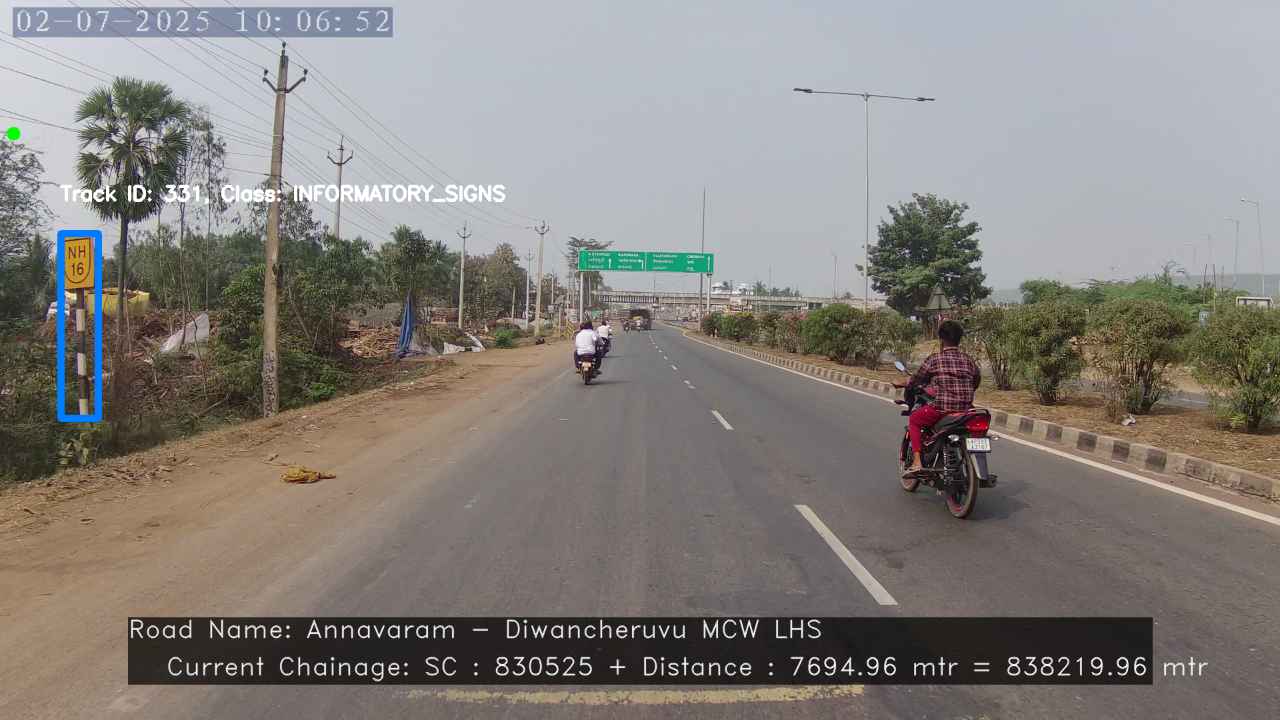 02-07-2025 10:06:52
Track ID: 331, Class: INFORMATORY_SIGNS
NH
16
Road Name: Annavaram - Diwancheruvu MCW LHS
Current Chainage: SC : 830525 + Distance : 7694.96 mtr = 838219.96 mtr